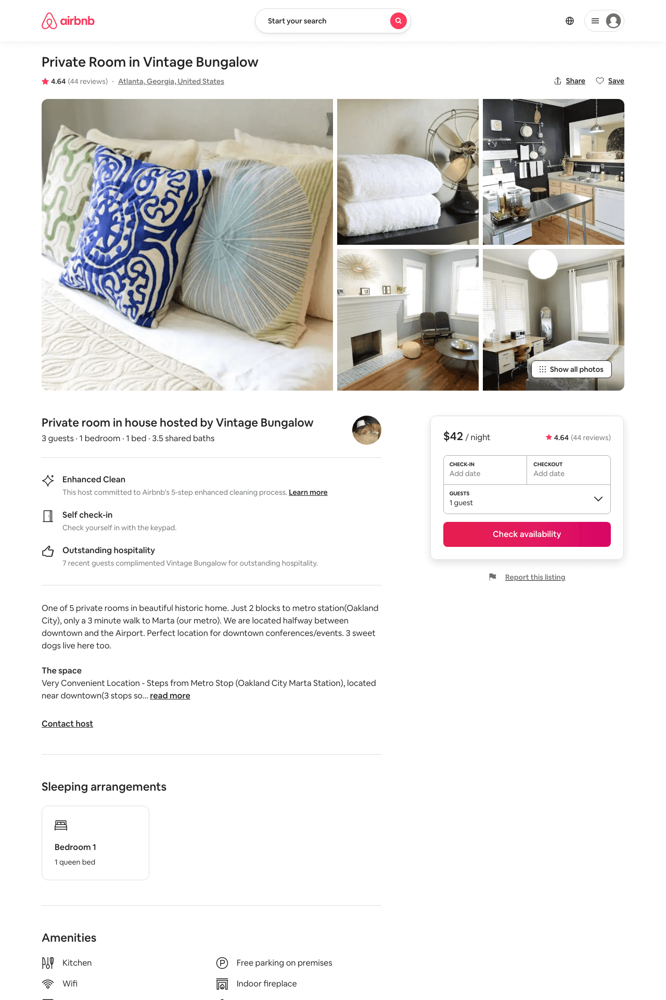 airbnb
Start your search
Private Room in Vintage Bungalow
4.64 (44 reviews) · Atlanta, Georgia, United States
Share
Save
Show all photos
Private room in house hosted by Vintage Bungalow
3 guests · 1 bedroom · 1 bed · 3.5 shared baths
Enhanced Clean
This host committed to Airbnb's 5-step enhanced cleaning process. Learn more
Self check-in
Check yourself in with the keypad.
Outstanding hospitality
7 recent guests complimented Vintage Bungalow for outstanding hospitality.
$42 / night
4.64 (44 reviews)
CHECK-IN
Add date
CHECKOUT
Add date
GUESTS
1 guest
Check availability
Report this listing
One of 5 private rooms in beautiful historic home. Just 2 blocks to metro station(Oakland
City), only a 3 minute walk to Marta (our metro). We are located halfway between
downtown and the Airport. Perfect location for downtown conferences/events. 3 sweet
dogs live here too.
The space
Very Convenient Location - Steps from Metro Stop (Oakland City Marta Station), located
near downtown(3 stops so... read more
Contact host
Sleeping arrangements
Bedroom 1
1 queen bed
Amenities
Kitchen
Free parking on premises
Wifi
Indoor fireplace